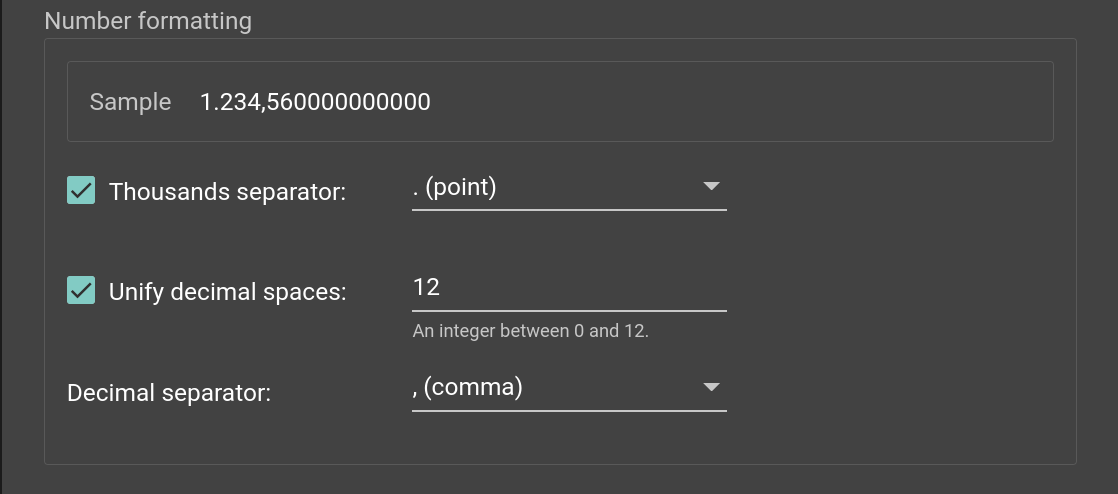 Number formatting
Sample 1.234,560000000000
Thousands separator: . (point)
Unify decimal spaces: 12
An integer between 0 and 12.
Decimal separator: , (comma)